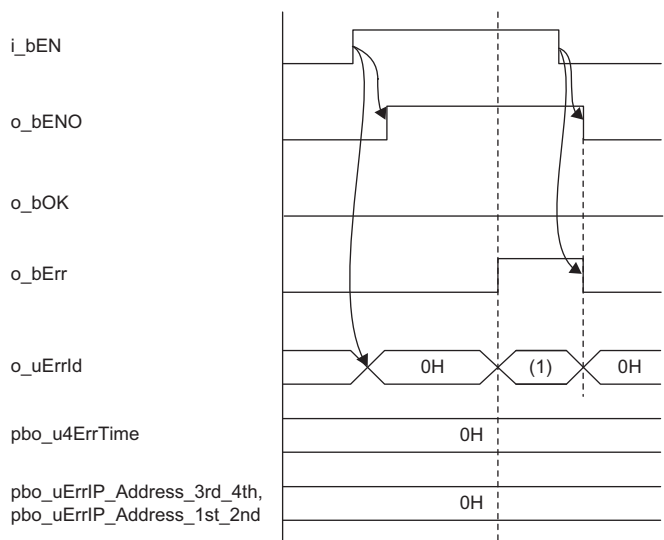 i_bEN
o_bENO
o_bOK
o_bErr
o_uErrId
0H
(1)
0H
pbo_u4ErrTime
0H
pbo_uErrIP_Address_3rd_4th,
pbo_uErrIP_Address_1st_2nd
0H